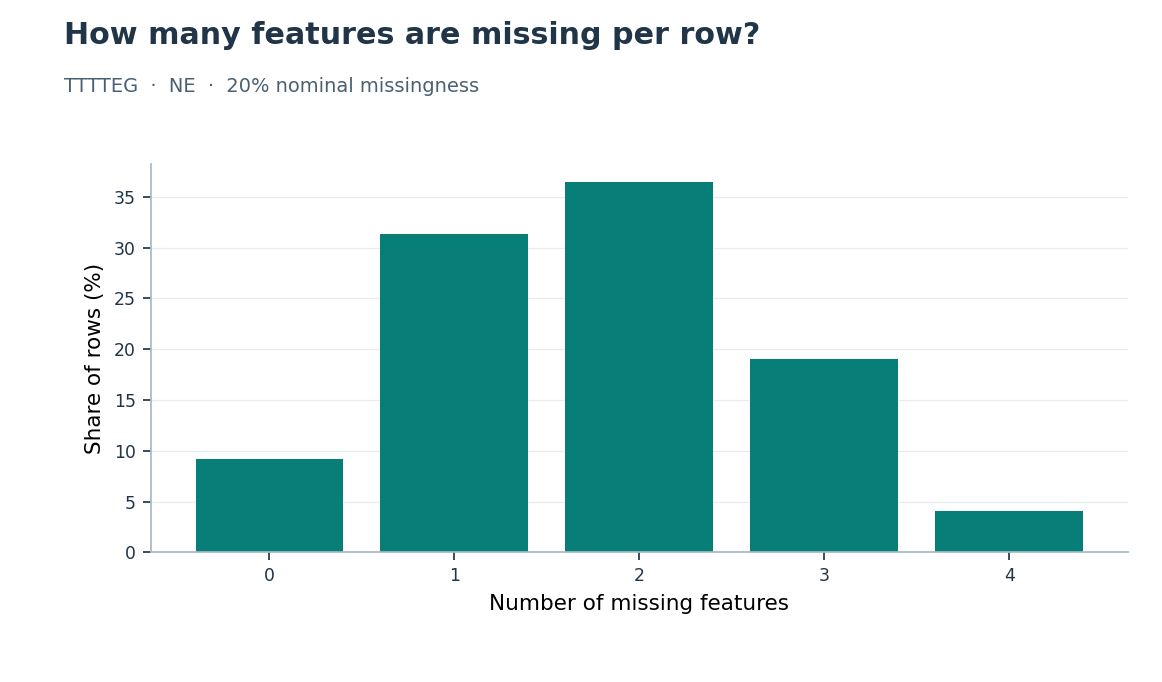 How many features are missing per row?
TTTTEG · NE · 20% nominal missingness
35
30
25
20
15
10
5
0
Share of rows (%)
0 1 2 3 4
Number of missing features